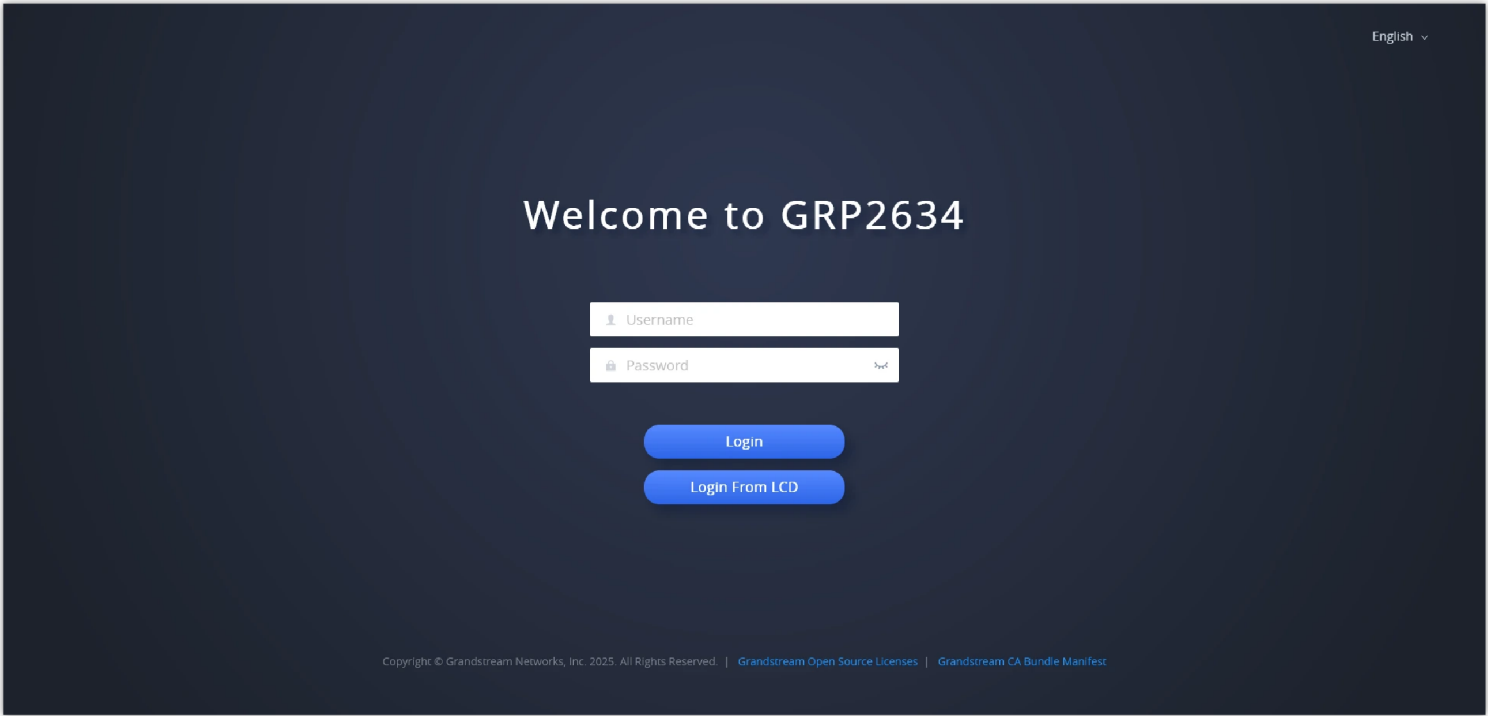 English
Welcome to GRP2634
Username
Password
Login
Login From LCD
Copyright © Grandstream Networks, Inc. 2025. All Rights Reserved. | Grandstream Open Source Licenses | Grandstream CA Bundle Manifest